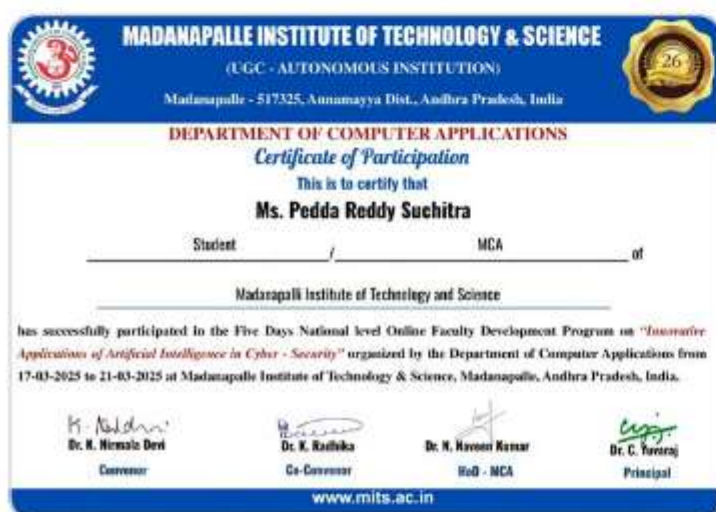 MADANAPALLE INSTITUTE OF TECHNOLOGY & SCIENCE
(UGC - AUTONOMOUS INSTITUTION)
Madanapalle - 517325, Annamayya Dist., Andhra Pradesh, India
26
DEPARTMENT OF COMPUTER APPLICATIONS
Certificate of Participation
This is to certify that
Ms. Pedda Reddy Suchitra
Student / MCA of
Madanapalli Institute of Technology and Science
has successfully participated in the Five Days National level Online Faculty Development Program on "Innovative
Applications of Artificial Intelligence in Cyber - Security" organized by the Department of Computer Applications from
17-03-2025 to 21-03-2025 at Madanapalle Institute of Technology & Science, Madanapalle, Andhra Pradesh, India.
Dr. N. Nirmala Devi Dr. K. Radhika Dr. N. Naveen Kumar Dr. C. Yuvaraj
Convenor Co-Convenor HoD - MCA Principal
www.mits.ac.in